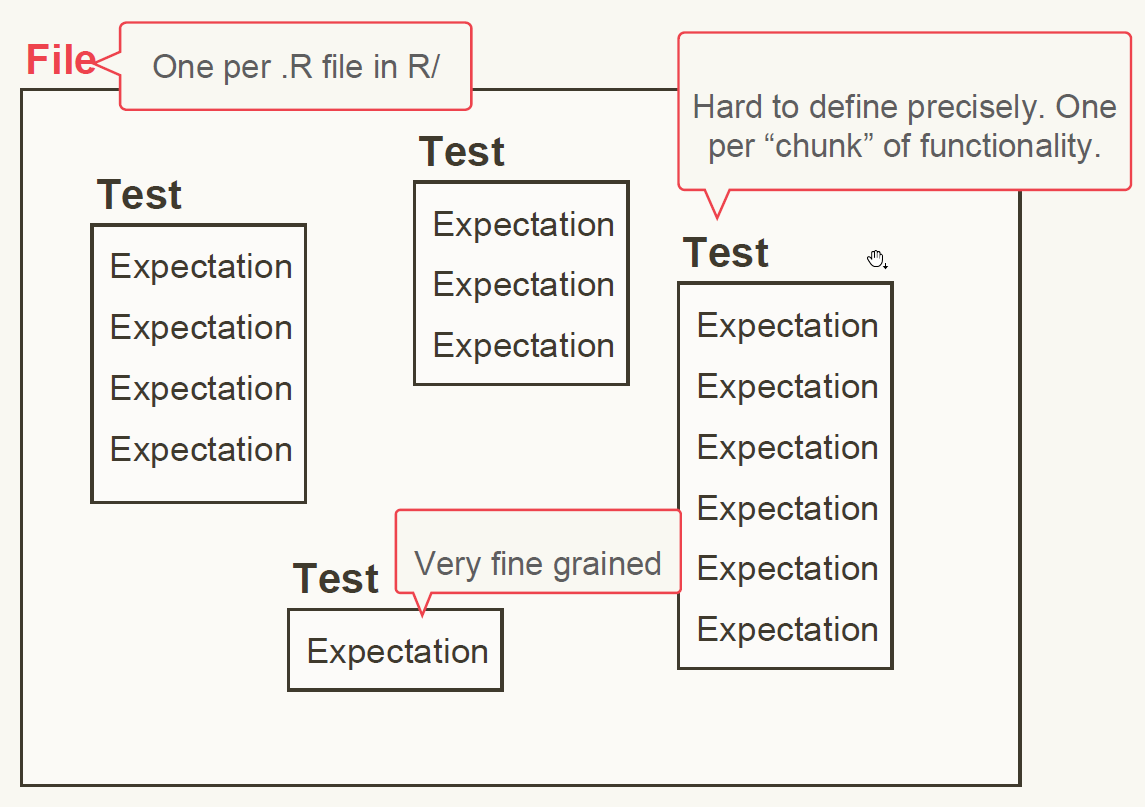 File
One per .R file in R/
Hard to define precisely. One
per “chunk” of functionality.
Test
Expectation
Expectation
Expectation
Expectation
Test
Expectation
Expectation
Expectation
Test
Expectation
Expectation
Expectation
Expectation
Expectation
Expectation
Very fine grained
Test
Expectation